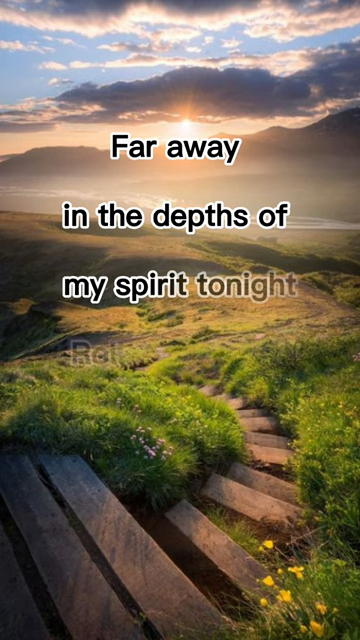 Far away
in the depths of
my spirit tonight